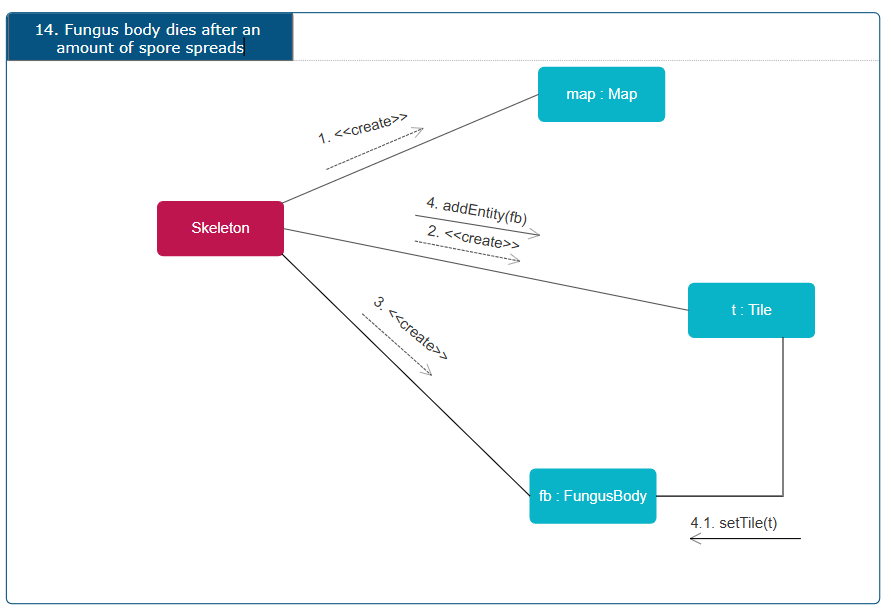 14. Fungus body dies after an
amount of spore spreads
map : Map
1. <<create>>
4. addEntity(fb)
Skeleton
2. <<create>>
3. <<create>>
t : Tile
fb : FungusBody
4.1. setTile(t)